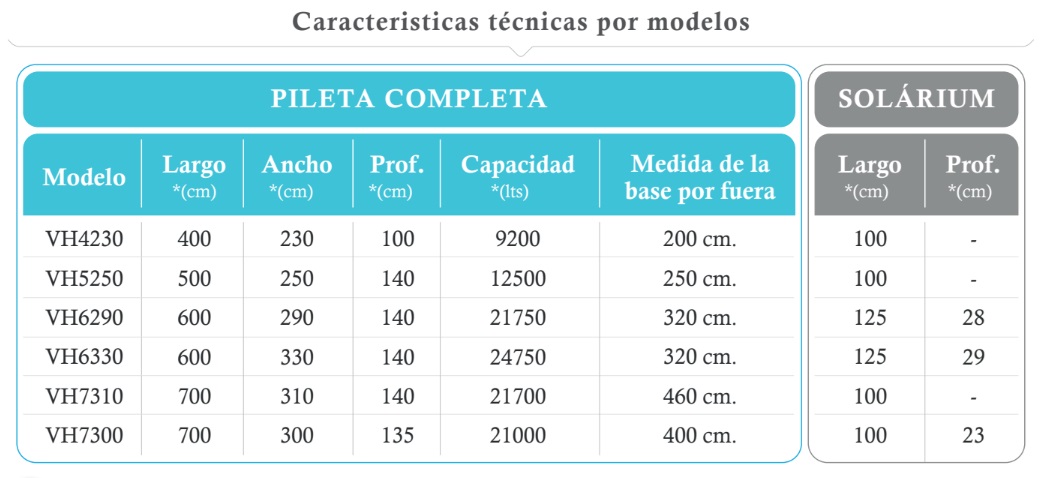 Caracteristicas técnicas por modelos
PILETA COMPLETA SOLÁRIUM
Modelo Largo *(cm) Ancho *(cm) Prof. *(cm) Capacidad *(lts) Medida de la base por fuera Largo *(cm) Prof. *(cm)
VH4230 400 230 100 9200 200 cm. 100 -
VH5250 500 250 140 12500 250 cm. 100 -
VH6290 600 290 140 21750 320 cm. 125 28
VH6330 600 330 140 24750 320 cm. 125 29
VH7310 700 310 140 21700 460 cm. 100 -
VH7300 700 300 135 21000 400 cm. 100 23